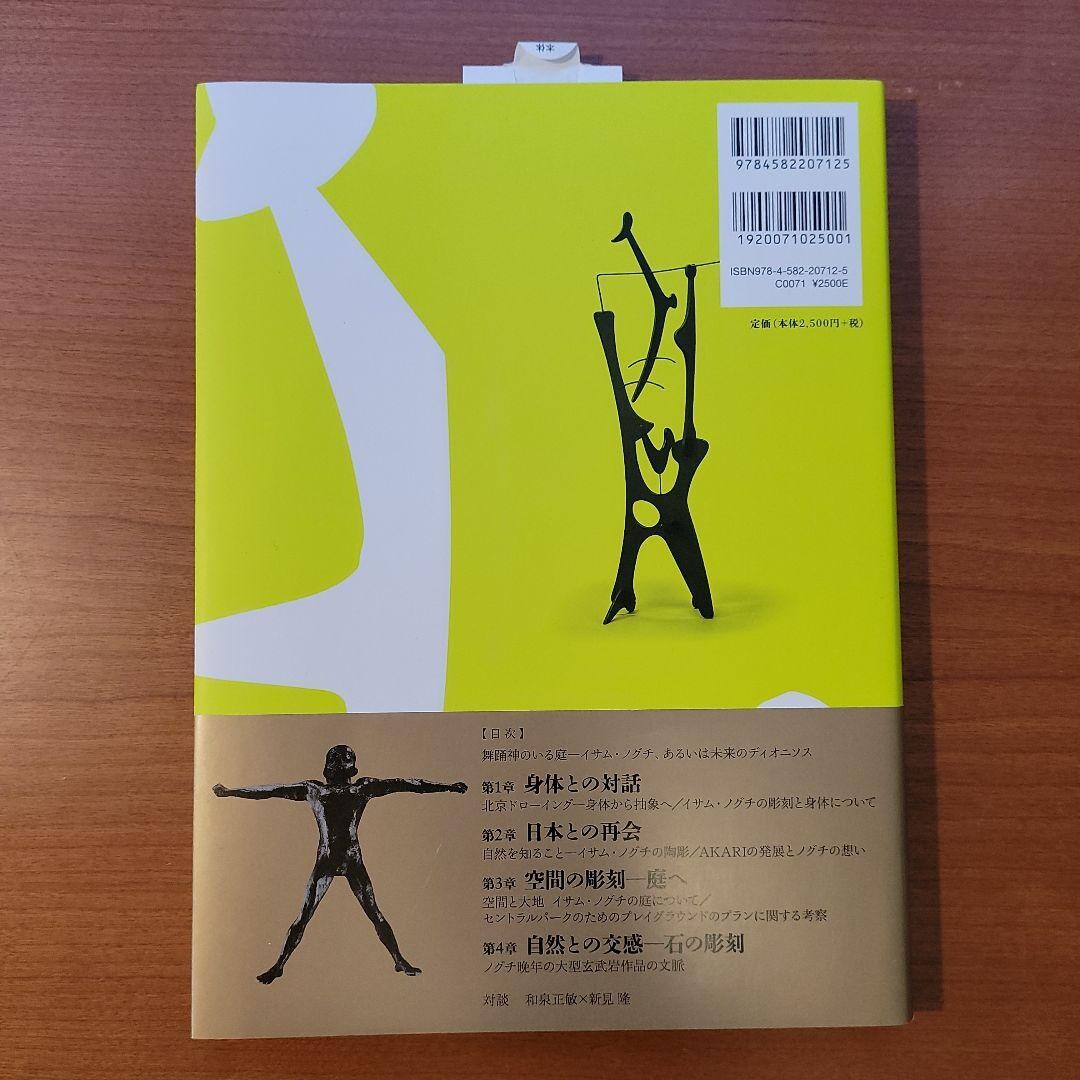 本体
9784582207125
1920071025001
ISBN978-4-582-20712-5
C0071 ¥2500E
定価(本体2,500円+税)
【目次】
舞踊神のいる庭―イサム・ノグチ、あるいは未来のディオニソス
第1章 身体との対話
北京ドローイング―身体から抽象へ/イサム・ノグチの彫刻と身体について
第2章 日本との再会
自然を知ること―イサム・ノグチの陶彫/AKARIの発展とノグチの想い
第3章 空間の彫刻―庭へ
空間と大地 イサム・ノグチの庭について/
セントラルパークのためのプレイグラウンドのプランに関する考察
第4章 自然との交感―石の彫刻
ノグチ晩年の大型玄武岩作品の文脈
対談 和泉正敏×新見 隆